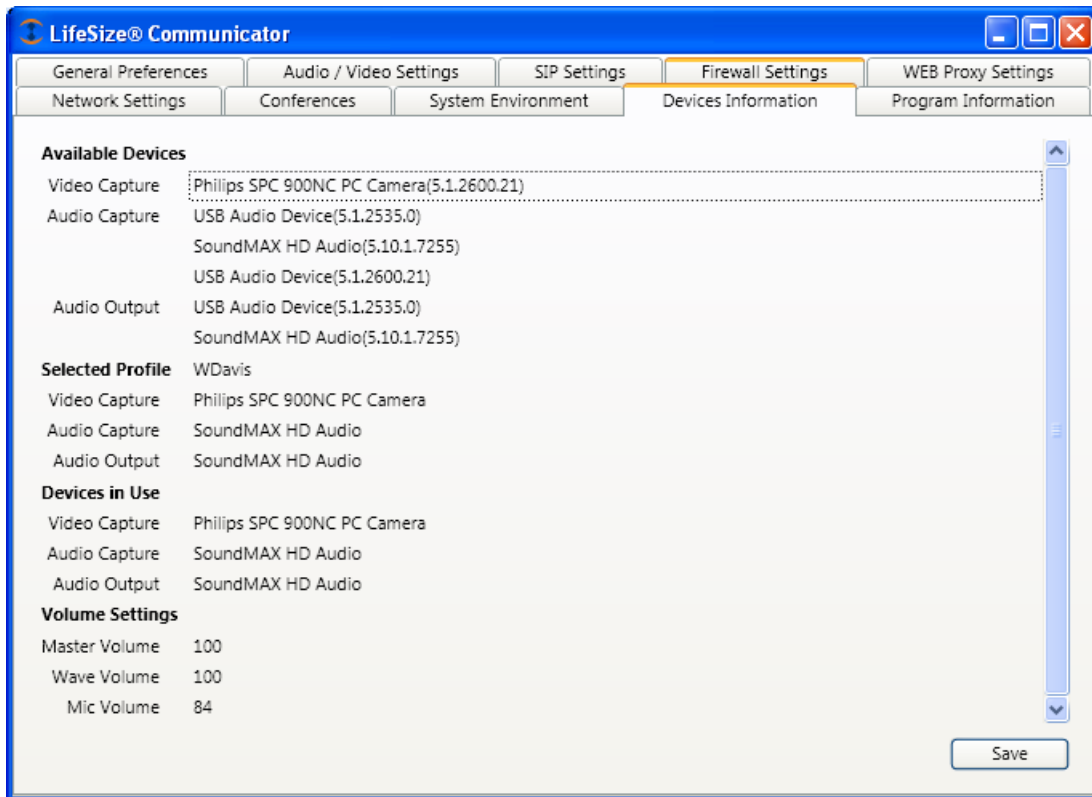 LifeSize® Communicator
General Preferences Audio / Video Settings SIP Settings Firewall Settings WEB Proxy Settings
Network Settings Conferences System Environment Devices Information Program Information
Available Devices
Video Capture Philips SPC 900NC PC Camera(5.1.2600.21)
Audio Capture USB Audio Device(5.1.2535.0)
SoundMAX HD Audio(5.10.1.7255)
USB Audio Device(5.1.2600.21)
Audio Output USB Audio Device(5.1.2535.0)
SoundMAX HD Audio(5.10.1.7255)
Selected Profile WDavis
Video Capture Philips SPC 900NC PC Camera
Audio Capture SoundMAX HD Audio
Audio Output SoundMAX HD Audio
Devices in Use
Video Capture Philips SPC 900NC PC Camera
Audio Capture SoundMAX HD Audio
Audio Output SoundMAX HD Audio
Volume Settings
Master Volume 100
Wave Volume 100
Mic Volume 84
Save